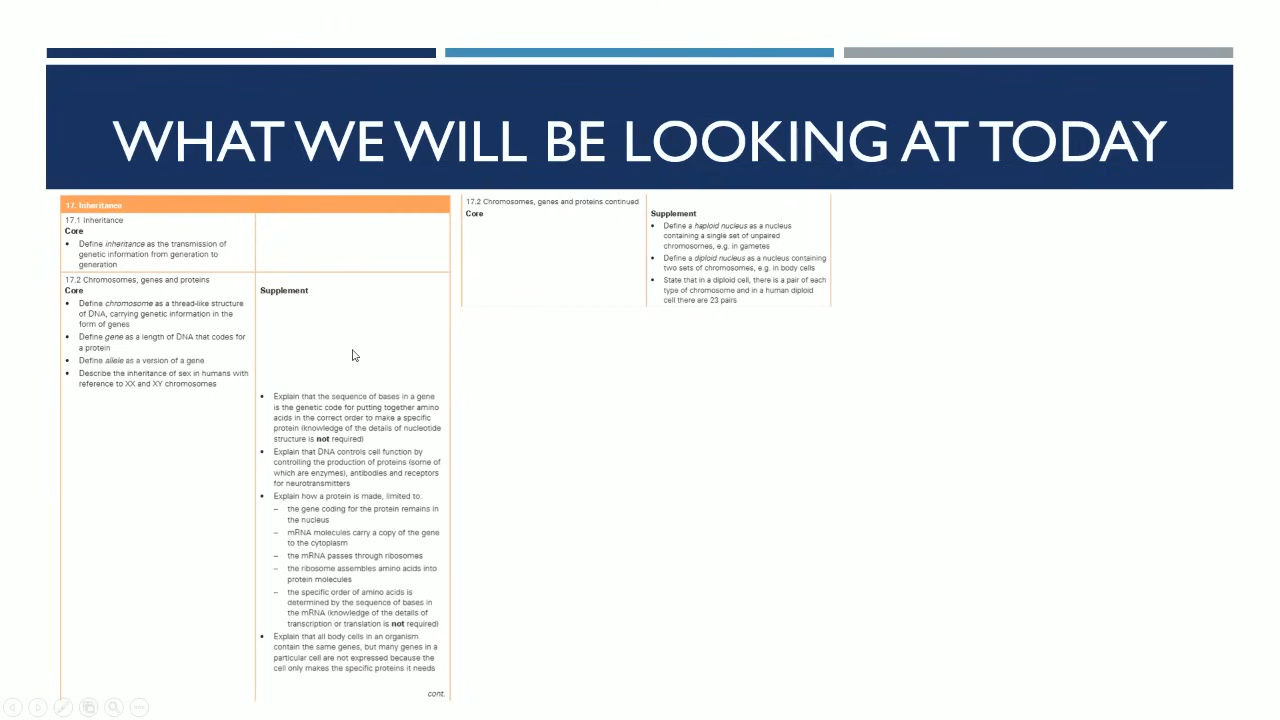 WHAT WE WILL BE LOOKING AT TODAY
17. Inheritance
17.1 Inheritance
Core
• Define inheritance as the transmission of
genetic information from generation to
generation
17.2 Chromosomes, genes and proteins
Core
• Define chromosome as a thread-like structure
of DNA, carrying genetic information in the
form of genes
• Define gene as a length of DNA that codes for
a protein
• Define allele as a version of a gene
• Describe the inheritance of sex in humans with
reference to XX and XY chromosomes
Supplement
• Explain that the sequence of bases in a gene
is the genetic code for putting together amino
acids in the correct order to make a specific
protein (knowledge of the details of nucleotide
structure is not required)
• Explain that DNA controls cell function by
controlling the production of proteins (some of
which are enzymes), antibodies and receptors
for neurotransmitters
• Explain how a protein is made, limited to:
– the gene coding for the protein remains in
the nucleus
– mRNA molecules carry a copy of the gene
to the cytoplasm
– the mRNA passes through ribosomes
– the ribosome assembles amino acids into
protein molecules
– the specific order of amino acids is
determined by the sequence of bases in
the mRNA (knowledge of the details of
transcription or translation is not required)
• Explain that all body cells in an organism
contain the same genes, but many genes in a
particular cell are not expressed because the
cell only makes the specific proteins it needs
cont.
17.2 Chromosomes, genes and proteins continued
Core
Supplement
• Define a haploid nucleus as a nucleus
containing a single set of unpaired
chromosomes, e.g. in gametes
• Define a diploid nucleus as a nucleus containing
two sets of chromosomes, e.g. in body cells
• State that in a diploid cell, there is a pair of each
type of chromosome and in a human diploid
cell there are 23 pairs